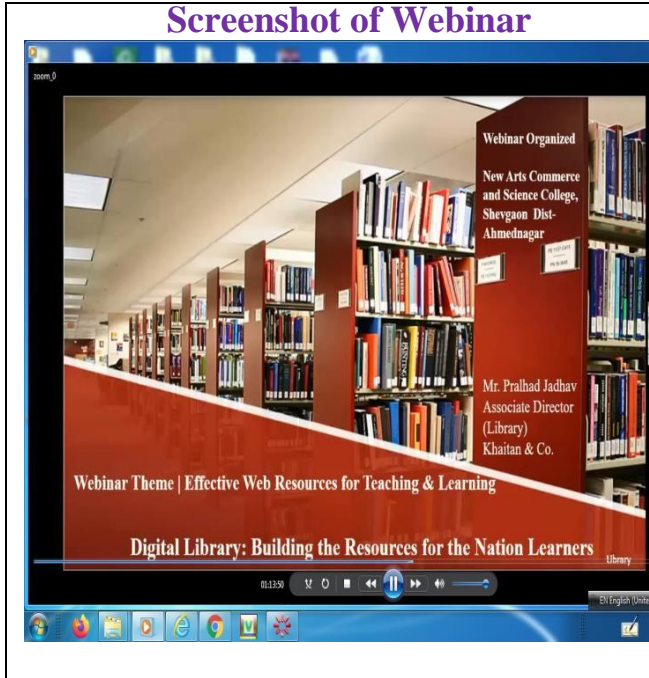 Screenshot of Webinar
zoom_0
Webinar Organized
New Arts Commerce
and Science College,
Shevgaon Dist-
Ahmednagar
Mr. Pralhad Jadhav
Associate Director
(Library)
Khaitan & Co.
Webinar Theme | Effective Web Resources for Teaching & Learning
Digital Library: Building the Resources for the Nation Learners
Library
01:13:50
EN English (Unite